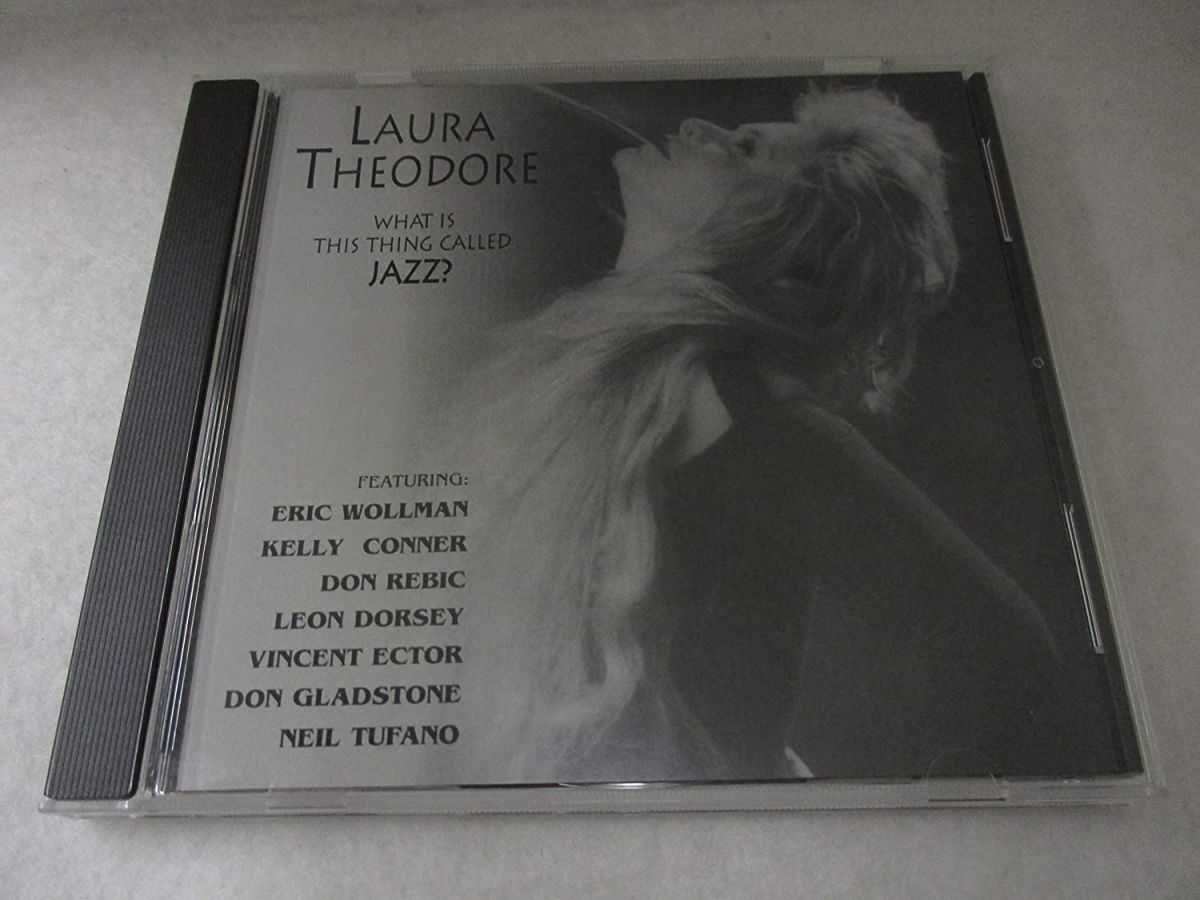 LAURA
THEODORE
WHAT IS
THIS THING CALLED
JAZZ?
FEATURING:
ERIC WOLLMAN
KELLY CONNER
DON REBIC
LEON DORSEY
VINCENT ECTOR
DON GLADSTONE
NEIL TUFANO